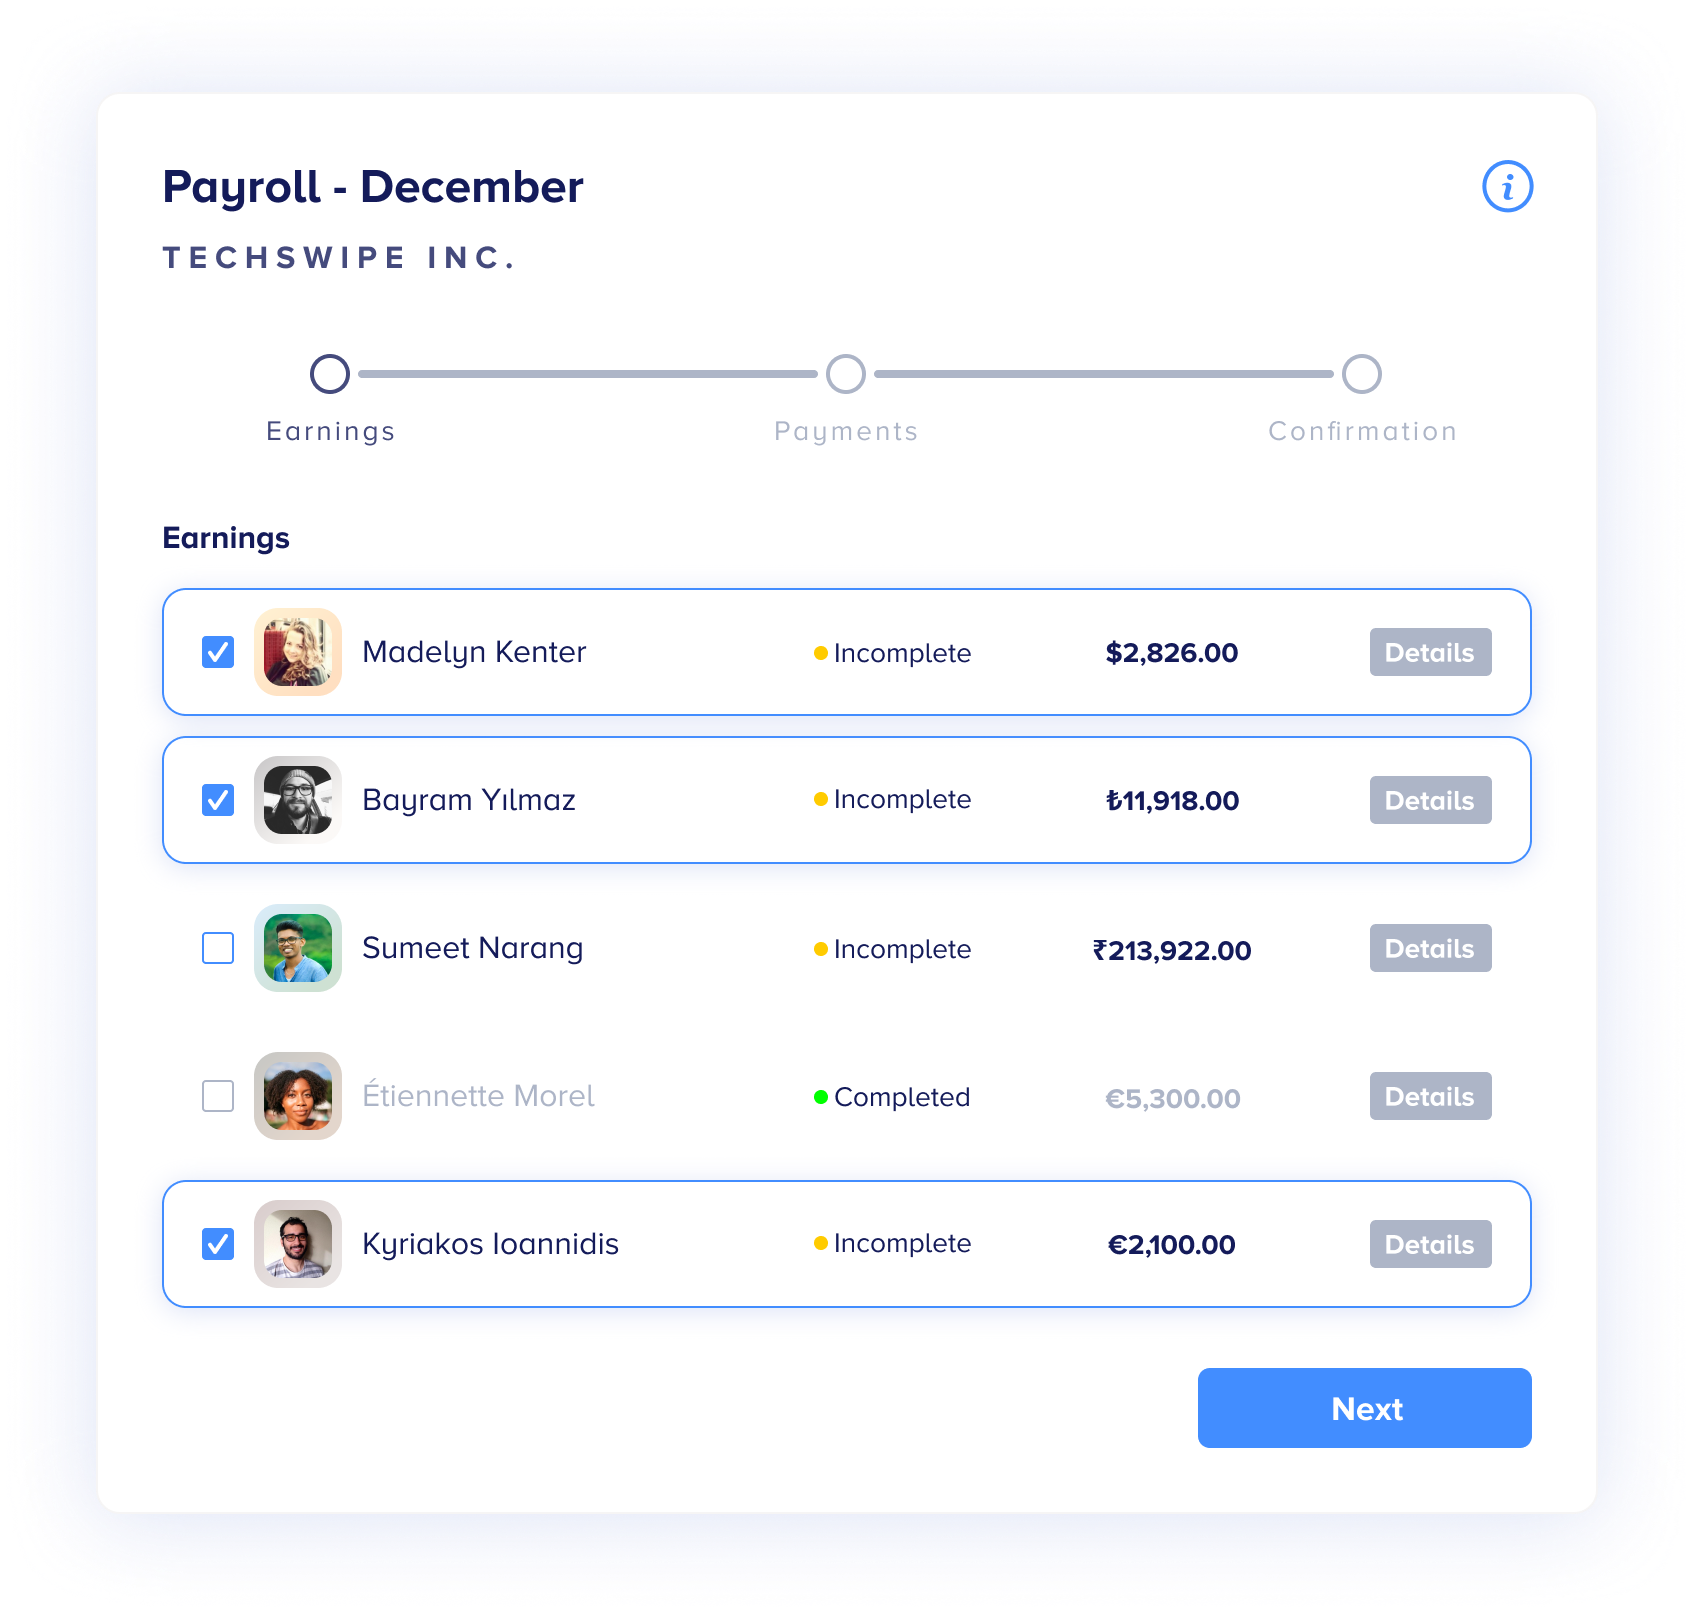 Payroll - December
i
TECHSWIPE INC.
Earnings Payments Confirmation
Earnings
Madelyn Kenter Incomplete $2,826.00 Details
Bayram Yılmaz Incomplete ₺11,918.00 Details
Sumeet Narang Incomplete ₹213,922.00 Details
Étiennette Morel Completed €5,300.00 Details
Kyriakos Ioannidis Incomplete €2,100.00 Details
Next